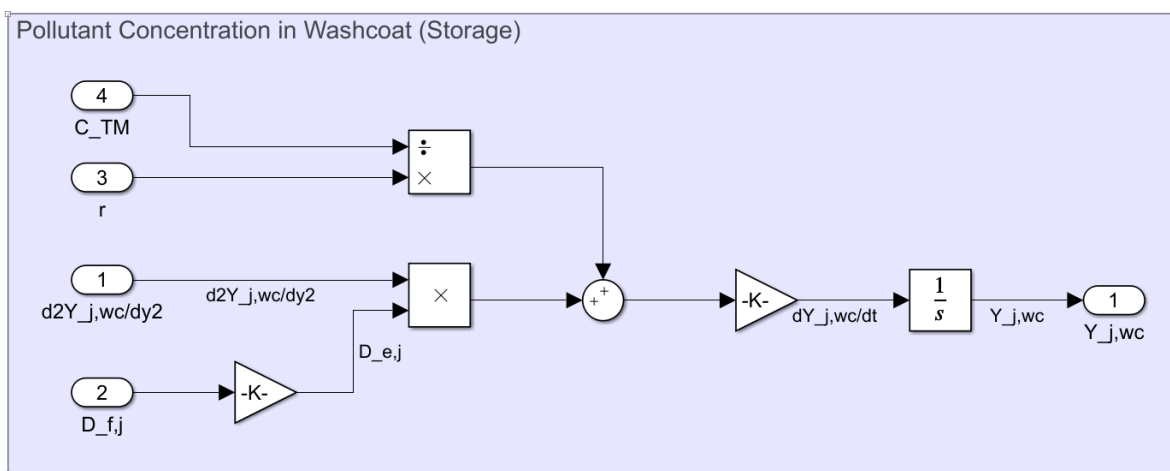 Pollutant Concentration in Washcoat (Storage)
4
C_TM
÷
×
3
r
1
d2Y_j,wc/dy2
d2Y_j,wc/dy2
×
D_e,j
2
D_f,j
-K-
+
+
-K-
dY_j,wc/dt
1
s
Y_j,wc
1
Y_j,wc